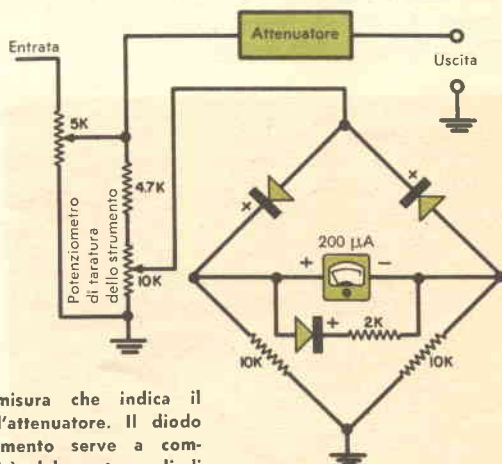 Attenuatore
Entrata
Uscita
5K
4.7K
Potenziometro
di taratura
dello strumento
10K
x
x
200 µA
+ −
+
2K
10K
10K
misura che indica il
l'attenuatore. Il diodo
mento serve a com-